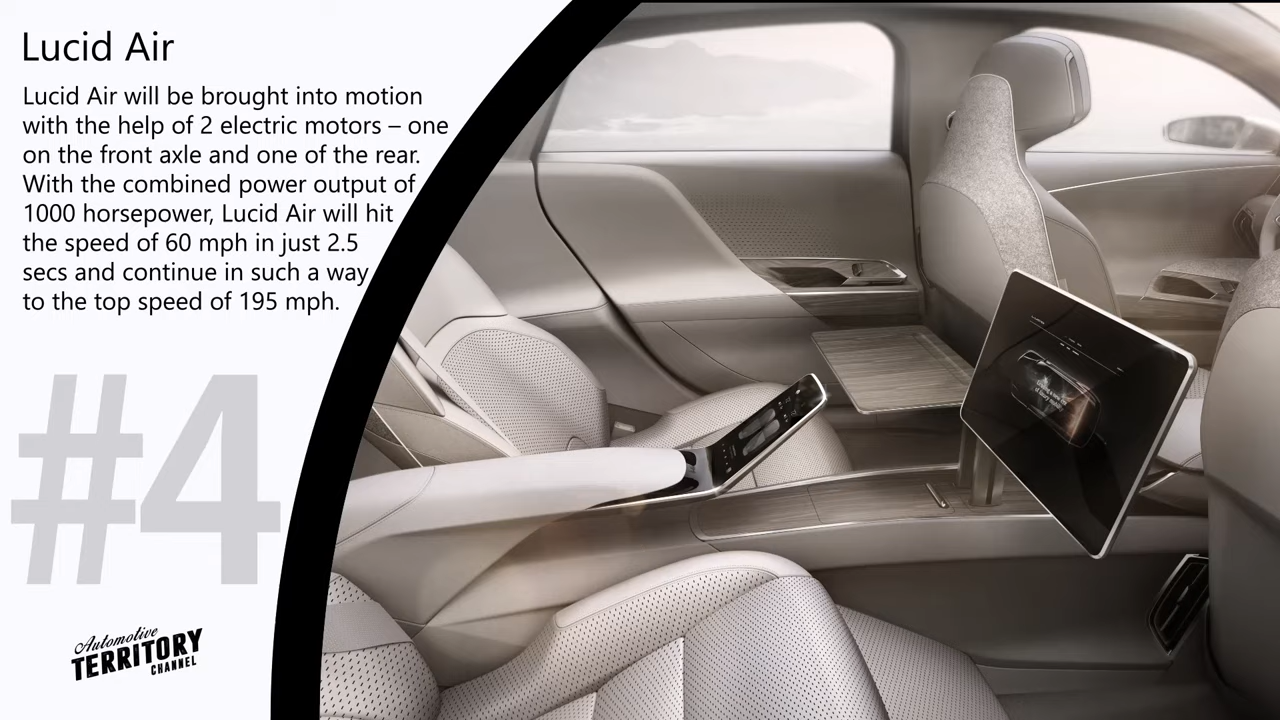 Lucid Air
Lucid Air will be brought into motion
with the help of 2 electric motors – one
on the front axle and one of the rear.
With the combined power output of
1000 horsepower, Lucid Air will hit
the speed of 60 mph in just 2.5
secs and continue in such a way
to the top speed of 195 mph.
#4
Automotive
TERRITORY
CHANNEL